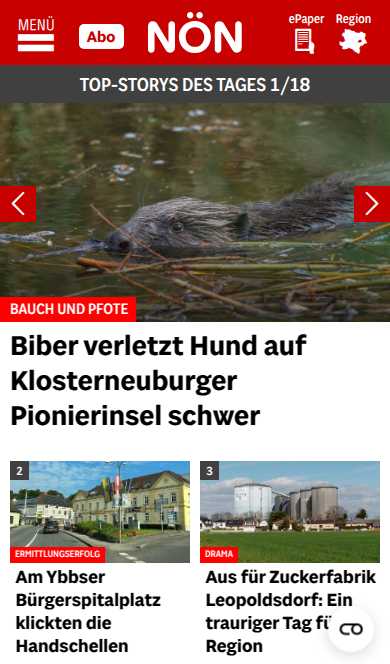 MENÜ
Abo
NÖN
ePaper
Region
TOP-STORYS DES TAGES 1/18
BAUCH UND PFOTE
Biber verletzt Hund auf
Klosterneuburger
Pionierinsel schwer
2
ERMITTLUNGSERFOLG
Am Ybbser
Bürgerspitalplatz
klickten die
Handschellen
3
DRAMA
Aus für Zuckerfabrik
Leopoldsdorf: Ein
trauriger Tag
Region